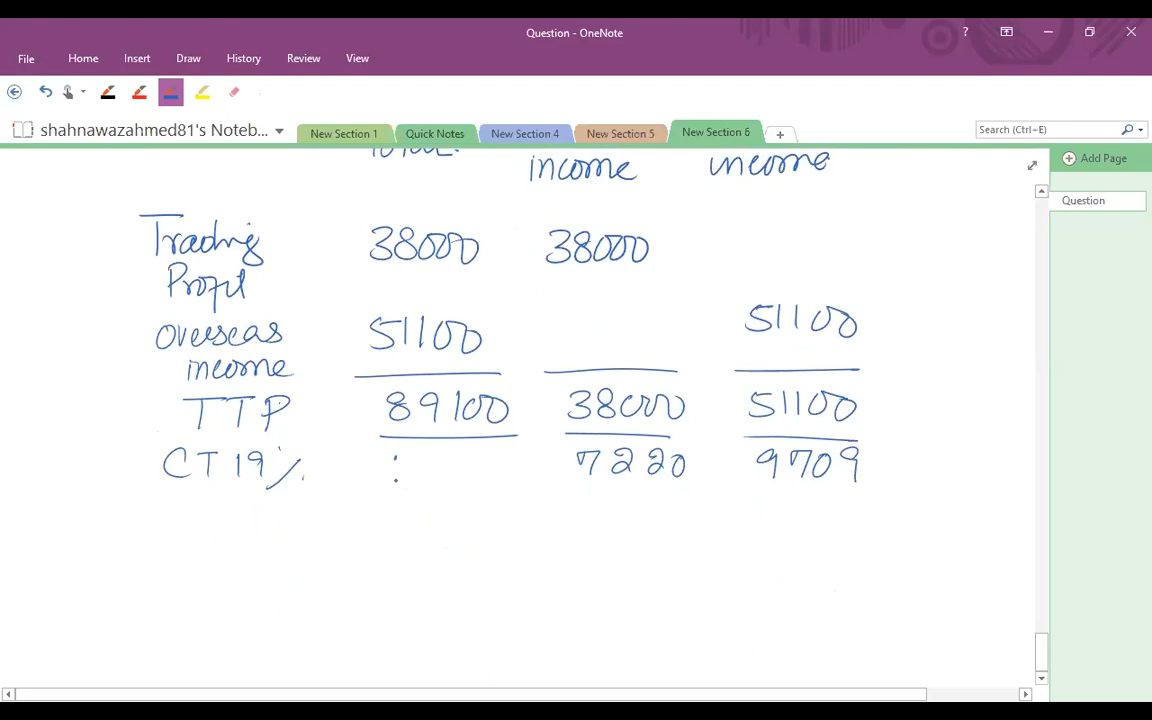 Question - OneNote
?
File Home Insert Draw History Review View
shahnawazahmed81's Noteb... New Section 1 Quick Notes New Section 4 New Section 5 New Section 6 + Search (Ctrl+E)
Add Page
Question
income income
Trading 38000 38000
Profit
Overseas 51100 51100
income
TTP 89100 38000 51100
CT 19% : 7220 9709